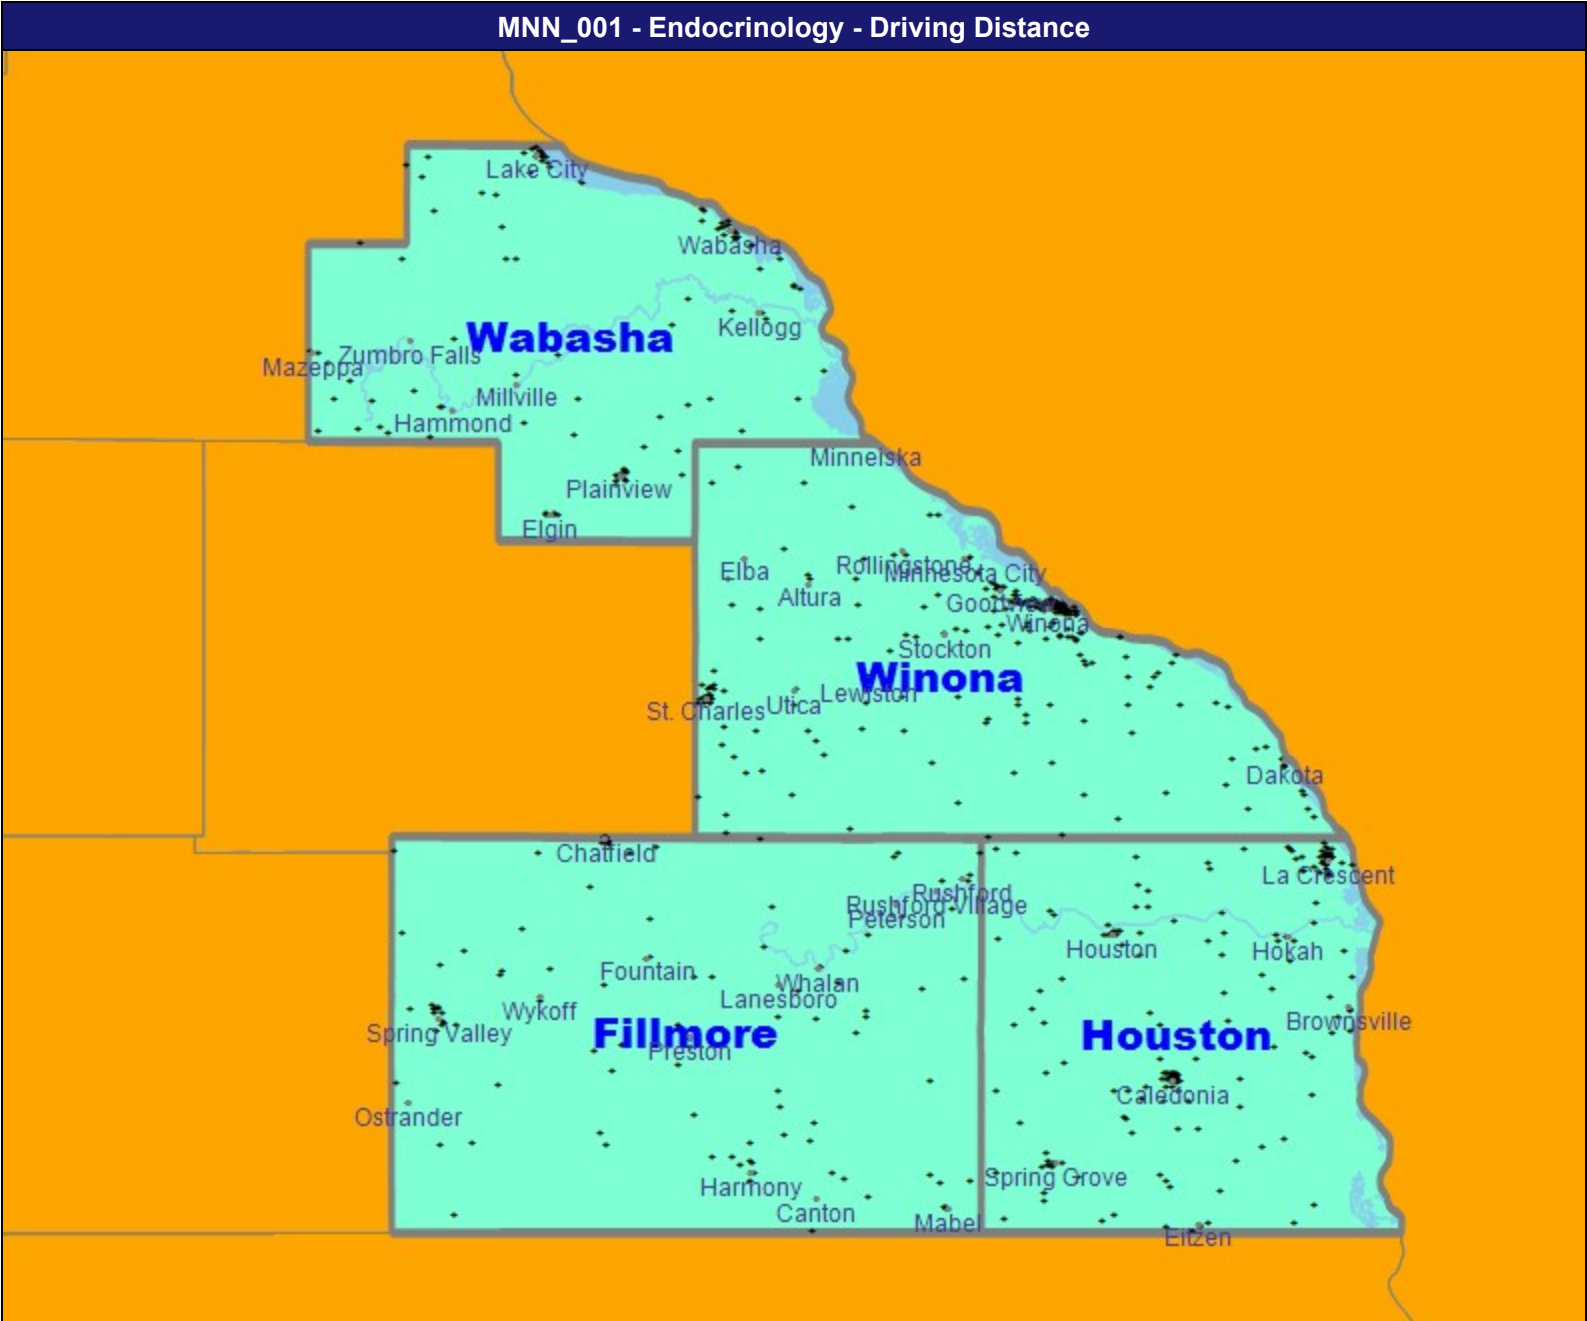 MNN_001 - Endocrinology - Driving Distance
Lake City
Wabasha
Kellogg
Wabasha
Zumbro Falls
Mazeppa
Millville
Hammond
Minneiska
Plainview
Elgin
Rollingstone
Elba
Minnesota City
Altura
Goodview
Winona
Stockton
Winona
Lewiston
Utica
St. Charles
Dakota
Chatfield
La Crescent
Rushford
Rushford Village
Peterson
Houston
Hokah
Fountain
Whalan
Lanesboro
Wykoff
Brownsville
Spring Valley
Fillmore
Houston
Preston
Caledonia
Ostrander
Spring Grove
Harmony
Canton
Mabel
Eitzen